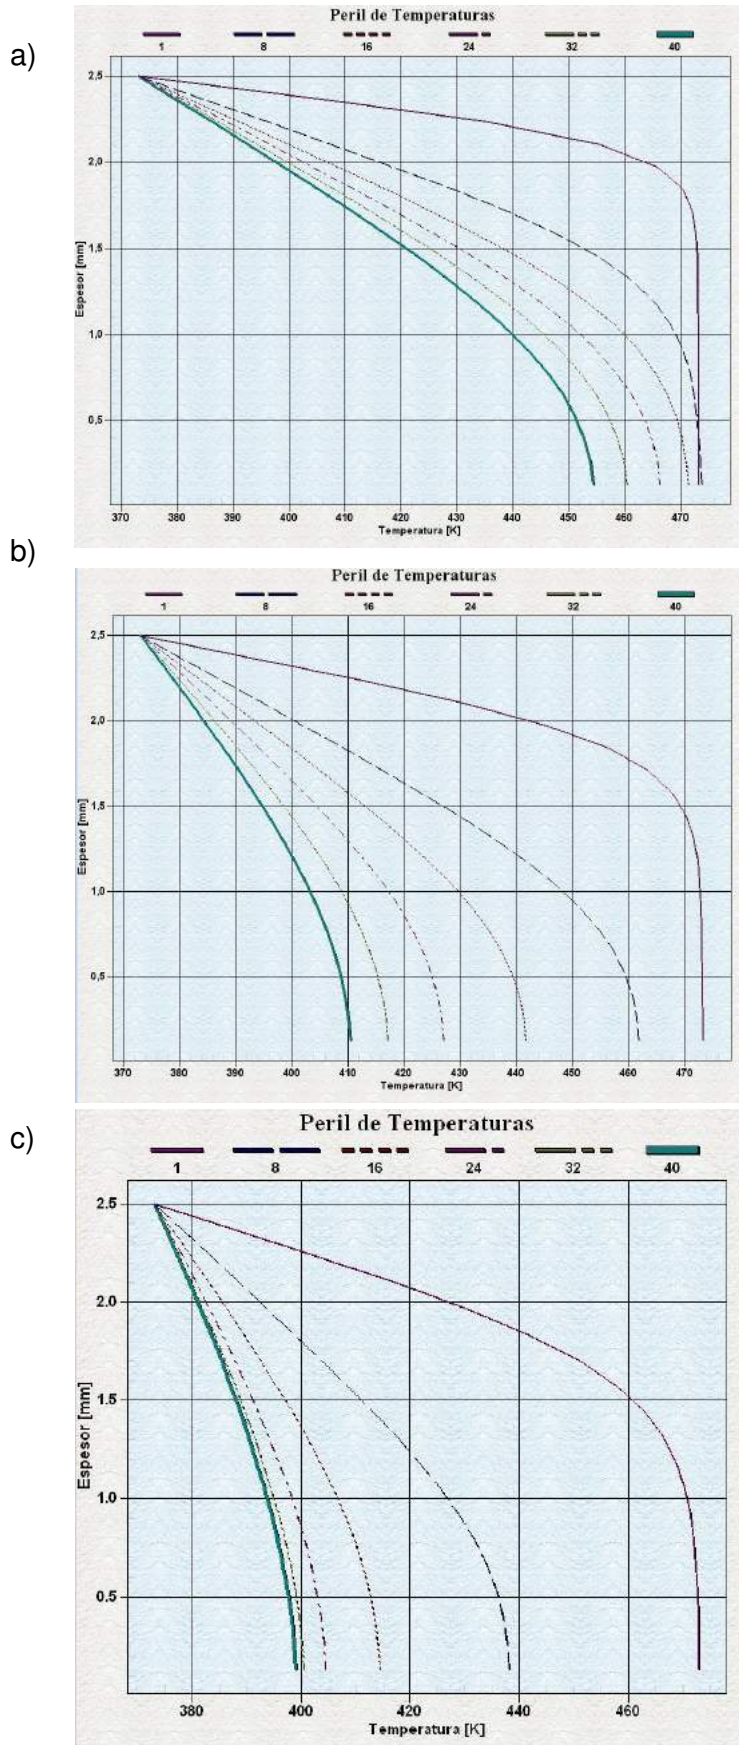 a)
Peril de Temperaturas
1 8 16 24 32 40
2,5
2,0
1,5
1,0
0,5
Espesor [mm]
370 380 390 400 410 420 430 440 450 460 470
Temperatura [K]
b)
Peril de Temperaturas
1 8 16 24 32 40
2,5
2,0
1,5
1,0
0,5
Espesor [mm]
370 380 390 400 410 420 430 440 450 460 470
Temperatura [K]
c)
Peril de Temperaturas
1 8 16 24 32 40
2.5
2.0
1.5
1.0
0.5
Espesor [mm]
380 400 420 440 460
Temperatura [K]